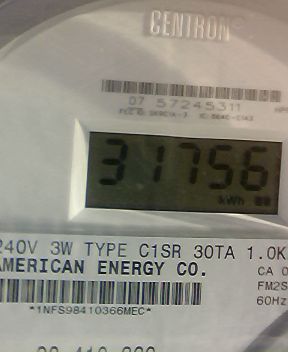 CENTRON
07 57245311
31756
kWh
240V 3W TYPE C1SR 30TA 1.0K
AMERICAN ENERGY CO.
CA 0
FM2S
60Hz
*1NFS98410366MEC*